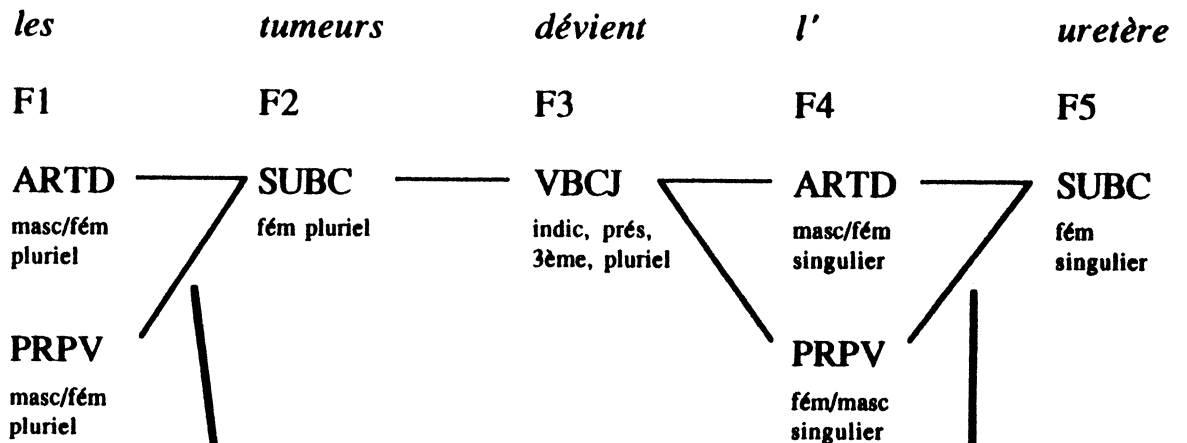 les tumeurs dévient l' uretère
F1 F2 F3 F4 F5
ARTD SUBC VBCJ ARTD SUBC
masc/fém fém pluriel indic, prés, masc/fém fém
pluriel 3ème, pluriel singulier singulier
PRPV PRPV
masc/fém fém/masc
pluriel singulier